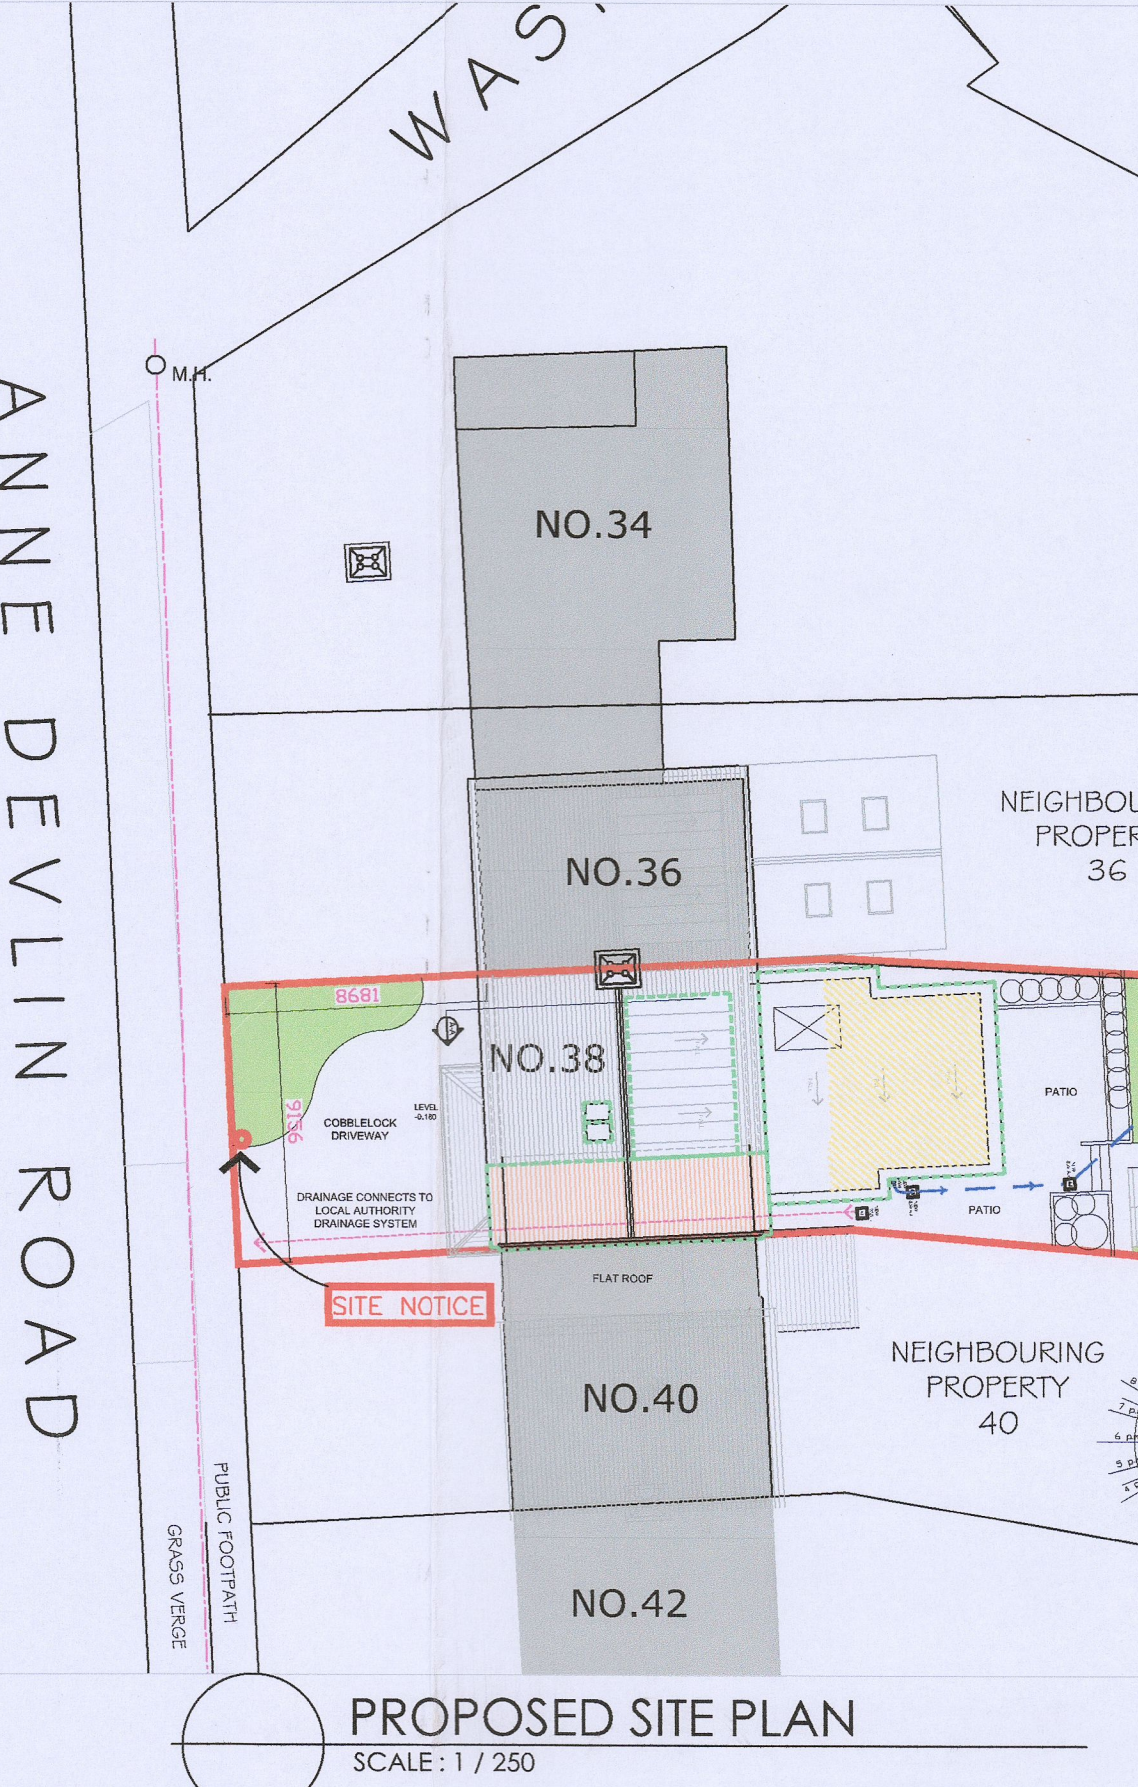 WAS
ANNE DEVLIN ROAD
M.H.
NO.34
NO.36
NEIGHBOU
PROPER
36
8681
9156
NO.38
A-A
LEVEL
-0.180
COBBLELOCK
DRIVEWAY
DRAINAGE CONNECTS TO
LOCAL AUTHORITY
DRAINAGE SYSTEM
PATIO
PATIO
SITE NOTICE
FLAT ROOF
NO.40
NEIGHBOURING
PROPERTY
40
NO.42
PUBLIC FOOTPATH
GRASS VERGE
PROPOSED SITE PLAN
SCALE : 1 / 250